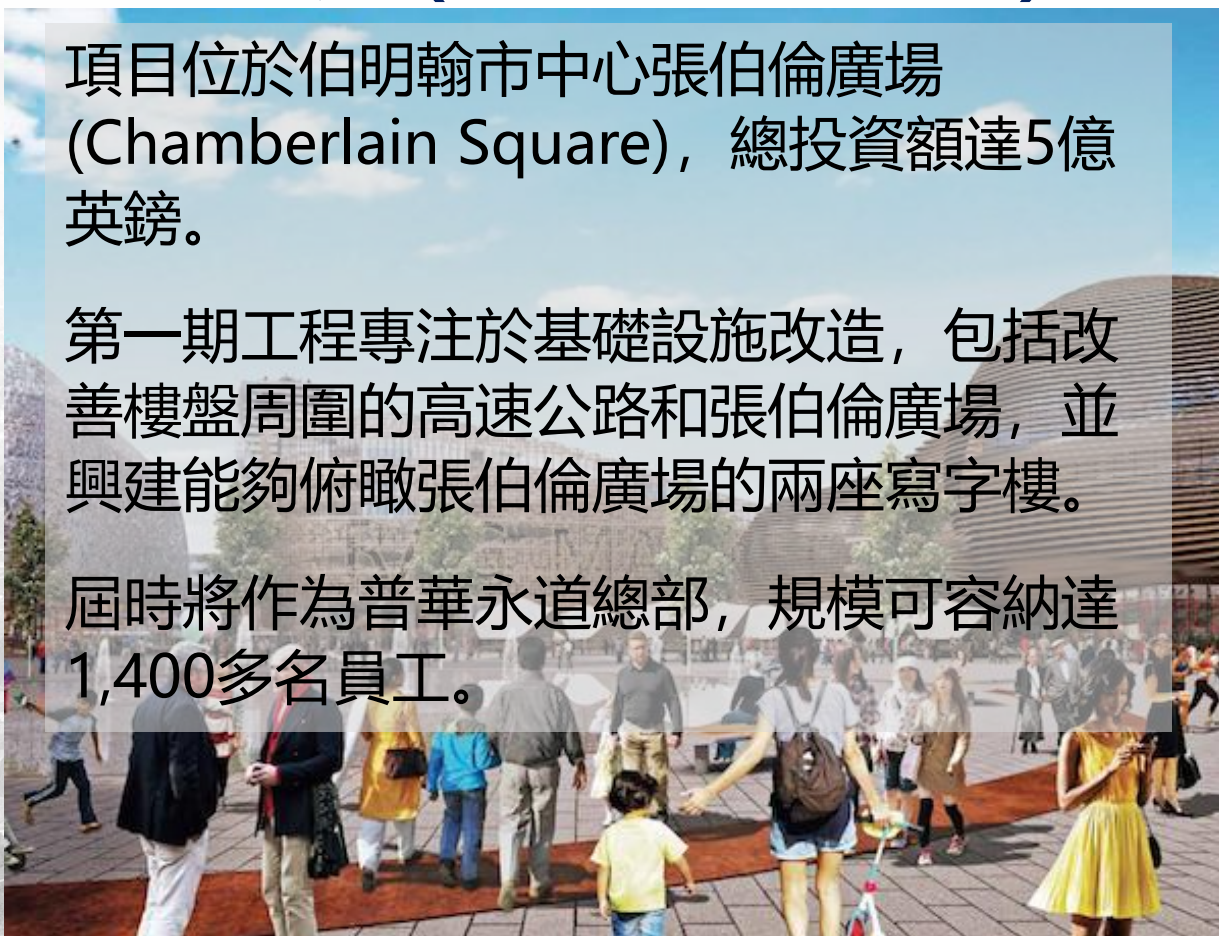 項目位於伯明翰市中心張伯倫廣場
(Chamberlain Square)，總投資額達5億
英鎊。
第一期工程專注於基礎設施改造，包括改
善樓盤周圍的高速公路和張伯倫廣場，並
興建能夠俯瞰張伯倫廣場的兩座寫字樓。
屆時將作為普華永道總部，規模可容納達
1,400多名員工。